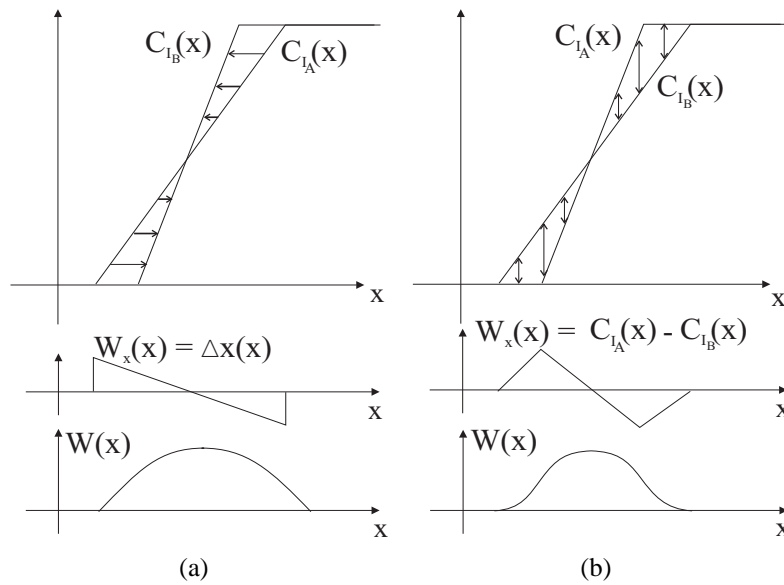 C_{I_B}(x) C_{I_A}(x)
x
W_x(x) = △x(x)
x
W(x)
x
(a)
C_{I_A}(x)
C_{I_B}(x)
x
W_x(x) = C_{I_A}(x) - C_{I_B}(x)
x
W(x)
x
(b)